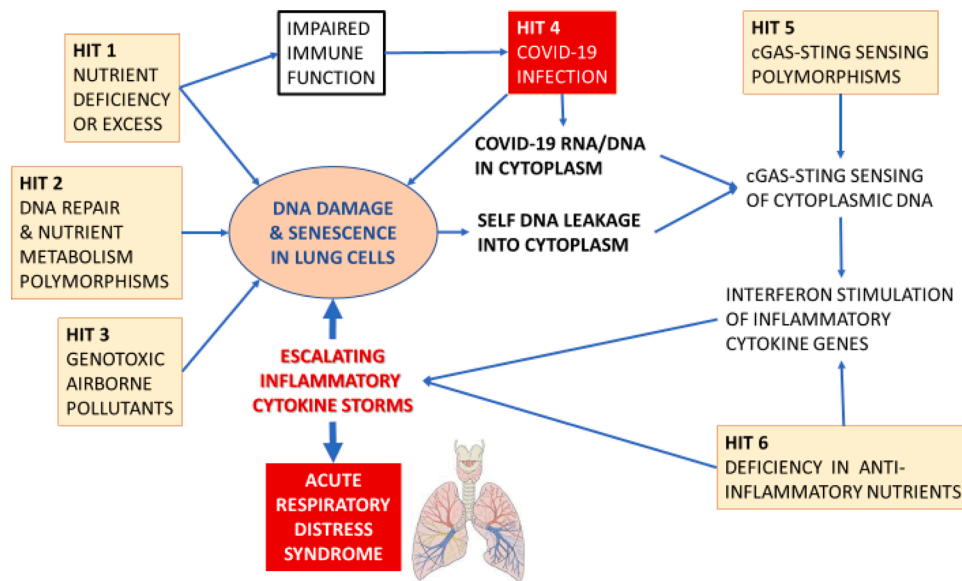 HIT 1
NUTRIENT
DEFICIENCY
OR EXCESS
IMPAIRED
IMMUNE
FUNCTION
HIT 4
COVID-19
INFECTION
HIT 5
cGAS-STING SENSING
POLYMORPHISMS
COVID-19 RNA/DNA
IN CYTOPLASM
HIT 2
DNA REPAIR
& NUTRIENT
METABOLISM
POLYMORPHISMS
DNA DAMAGE
& SENESCENCE
IN LUNG CELLS
SELF DNA LEAKAGE
INTO CYTOPLASM
cGAS-STING SENSING
OF CYTOPLASMIC DNA
HIT 3
GENOTOXIC
AIRBORNE
POLLUTANTS
INTERFERON STIMULATION
OF INFLAMMATORY
CYTOKINE GENES
ESCALATING
INFLAMMATORY
CYTOKINE STORMS
HIT 6
DEFICIENCY IN ANTI-
INFLAMMATORY NUTRIENTS
ACUTE
RESPIRATORY
DISTRESS
SYNDROME